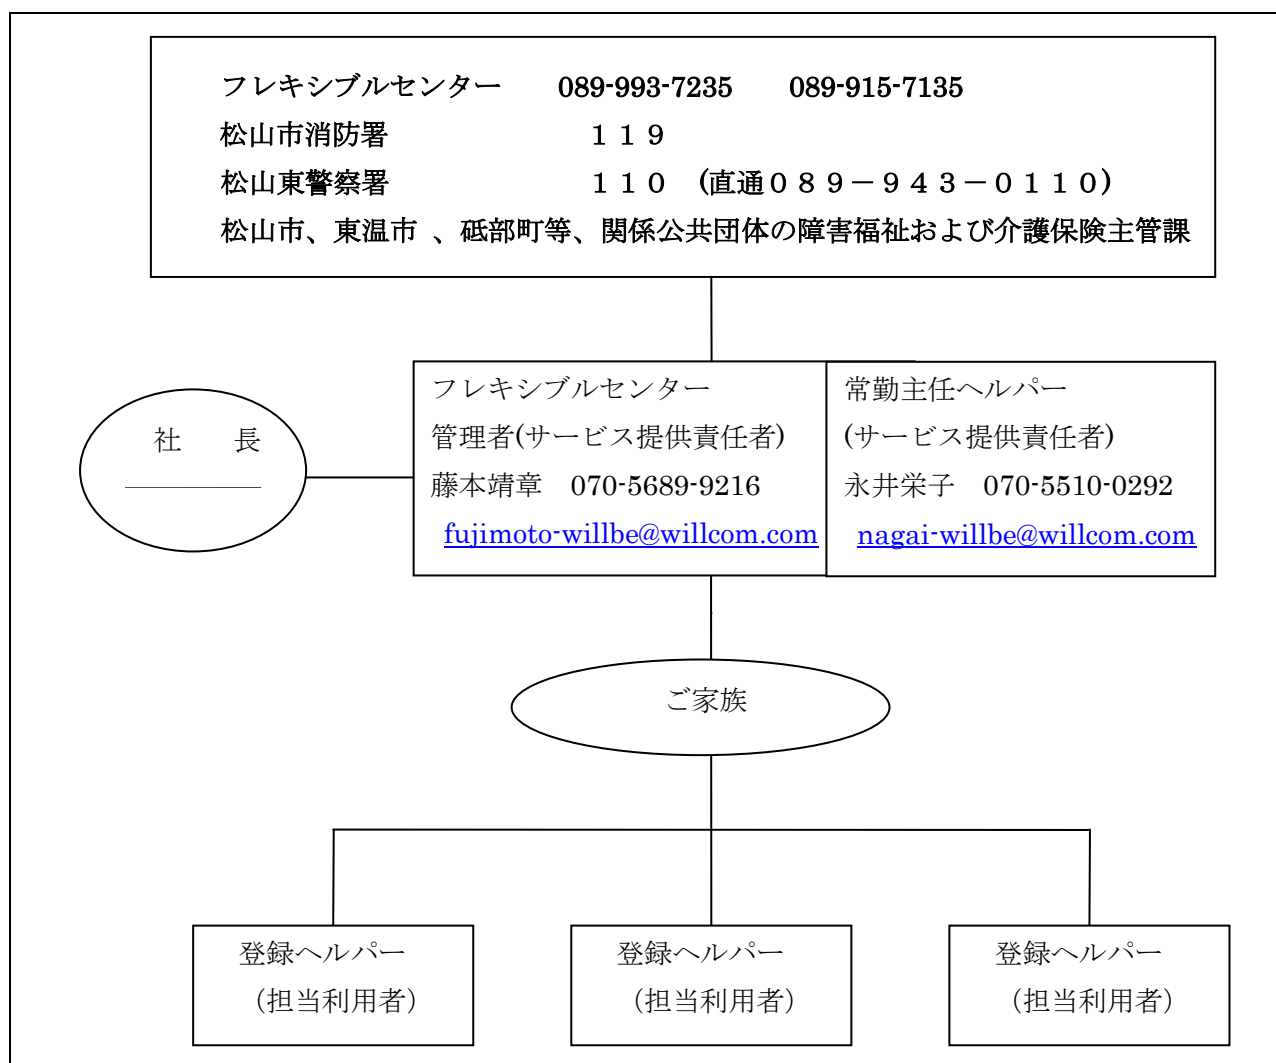 フレキシブルセンター　　089-993-7235　　089-915-7135
松山市消防署　　　　　　　１１９
松山東警察署　　　　　　　１１０　(直通０８９－９４３－０１１０)
松山市、東温市 、砥部町等、関係公共団体の障害福祉および介護保険主管課
社　　長
フレキシブルセンター
管理者(サービス提供責任者)
藤本靖章　070-5689-9216
fujimoto-willbe@willcom.com
常勤主任ヘルパー
(サービス提供責任者)
永井栄子　070-5510-0292
nagai-willbe@willcom.com
ご家族
登録ヘルパー
（担当利用者）
登録ヘルパー
（担当利用者）
登録ヘルパー
（担当利用者）